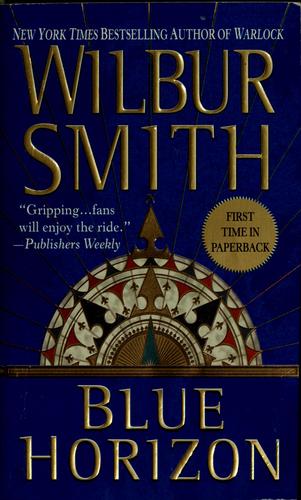 NEW YORK TIMES BESTSELLING AUTHOR OF WARLOCK
WILBUR
SMITH
“Gripping...fans
will enjoy the ride.”
—Publishers Weekly
FIRST
TIME IN
PAPERBACK
BLUE
HORIZON